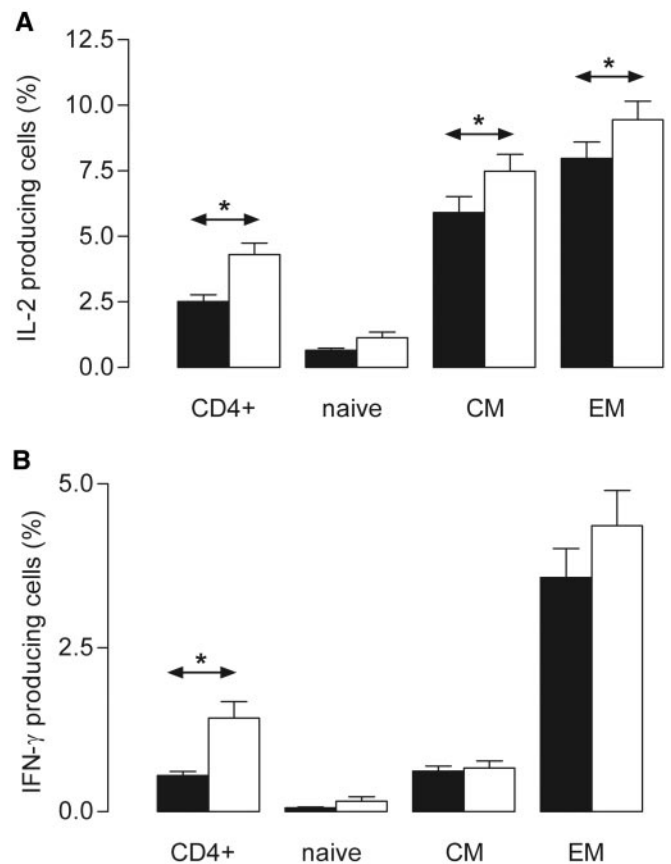 A
IL-2 producing cells (%)
12.5
10.0
7.5
5.0
2.5
0.0
*
*
*
CD4+ naive CM EM
B
IFN-γ producing cells (%)
5.0
2.5
0.0
*
CD4+ naive CM EM